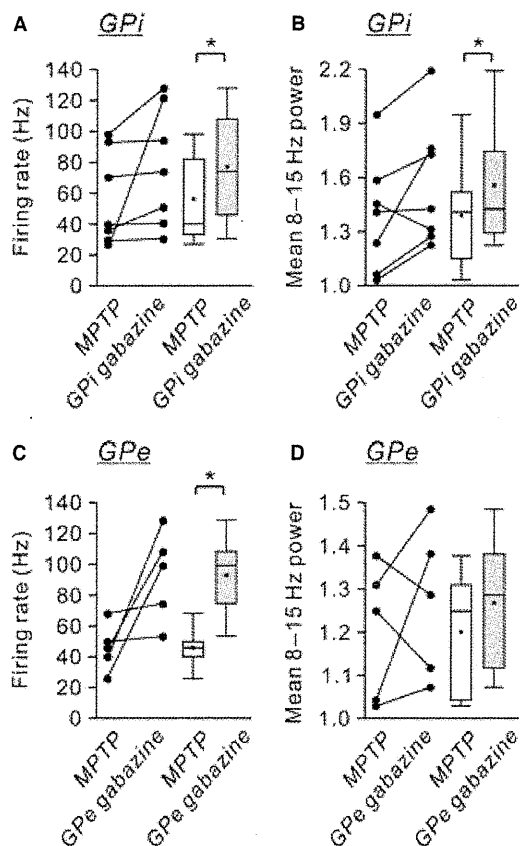 A GPi
*
Firing rate (Hz)
140
120
100
80
60
40
20
0
MPTP
GPi gabazine
MPTP
GPi gabazine
B GPi
*
Mean 8–15 Hz power
2.2
1.9
1.6
1.3
1.0
MPTP
GPi gabazine
MPTP
GPi gabazine
C GPe
*
Firing rate (Hz)
140
120
100
80
60
40
20
0
MPTP
GPe gabazine
MPTP
GPe gabazine
D GPe
Mean 8–15 Hz power
1.5
1.4
1.3
1.2
1.1
1.0
MPTP
GPe gabazine
MPTP
GPe gabazine